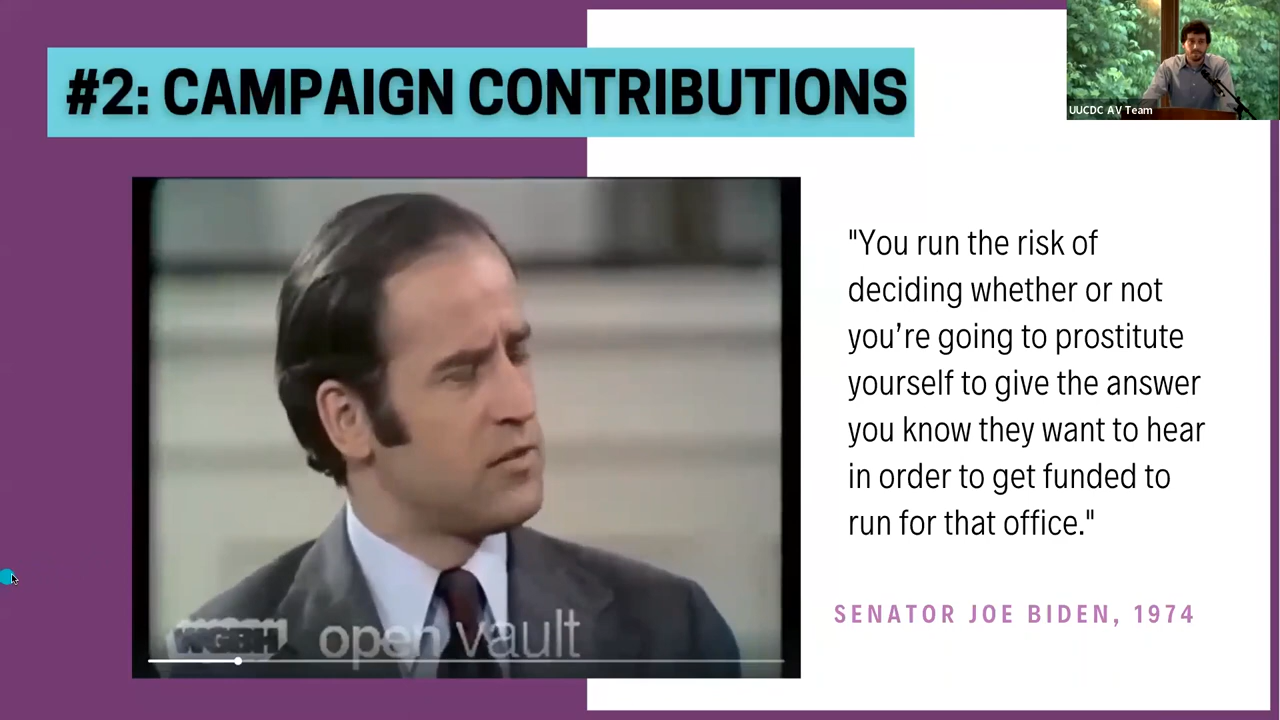 #2: CAMPAIGN CONTRIBUTIONS
UUCDC AV Team
"You run the risk of
deciding whether or not
you’re going to prostitute
yourself to give the answer
you know they want to hear
in order to get funded to
run for that office."
SENATOR JOE BIDEN, 1974
WGBH open vault